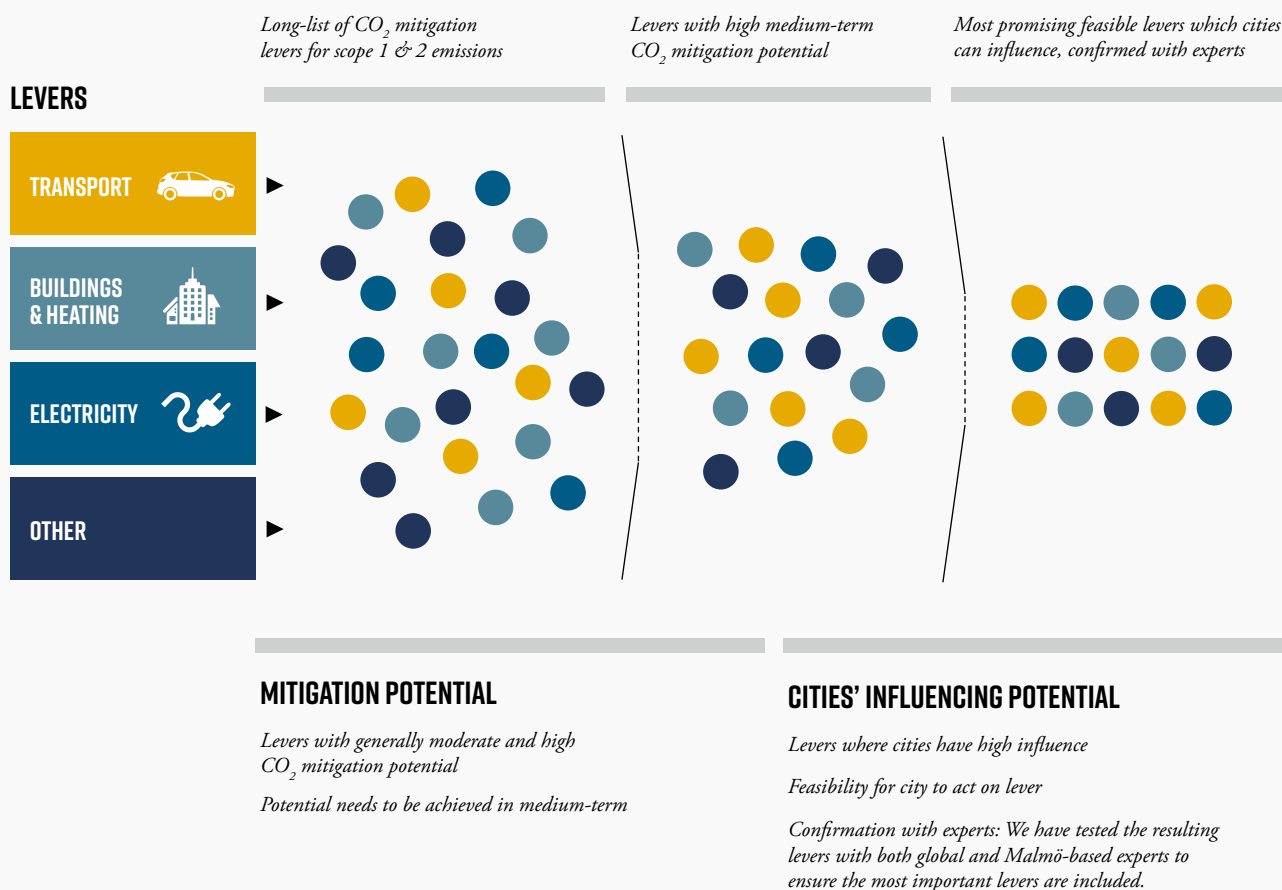 Long-list of CO2 mitigation
levers for scope 1 & 2 emissions
Levers with high medium-term
CO2 mitigation potential
Most promising feasible levers which cities
can influence, confirmed with experts
LEVERS
TRANSPORT
BUILDINGS
& HEATING
ELECTRICITY
OTHER
MITIGATION POTENTIAL
Levers with generally moderate and high
CO2 mitigation potential
Potential needs to be achieved in medium-term
CITIES' INFLUENCING POTENTIAL
Levers where cities have high influence
Feasibility for city to act on lever
Confirmation with experts: We have tested the resulting
levers with both global and Malmö-based experts to
ensure the most important levers are included.